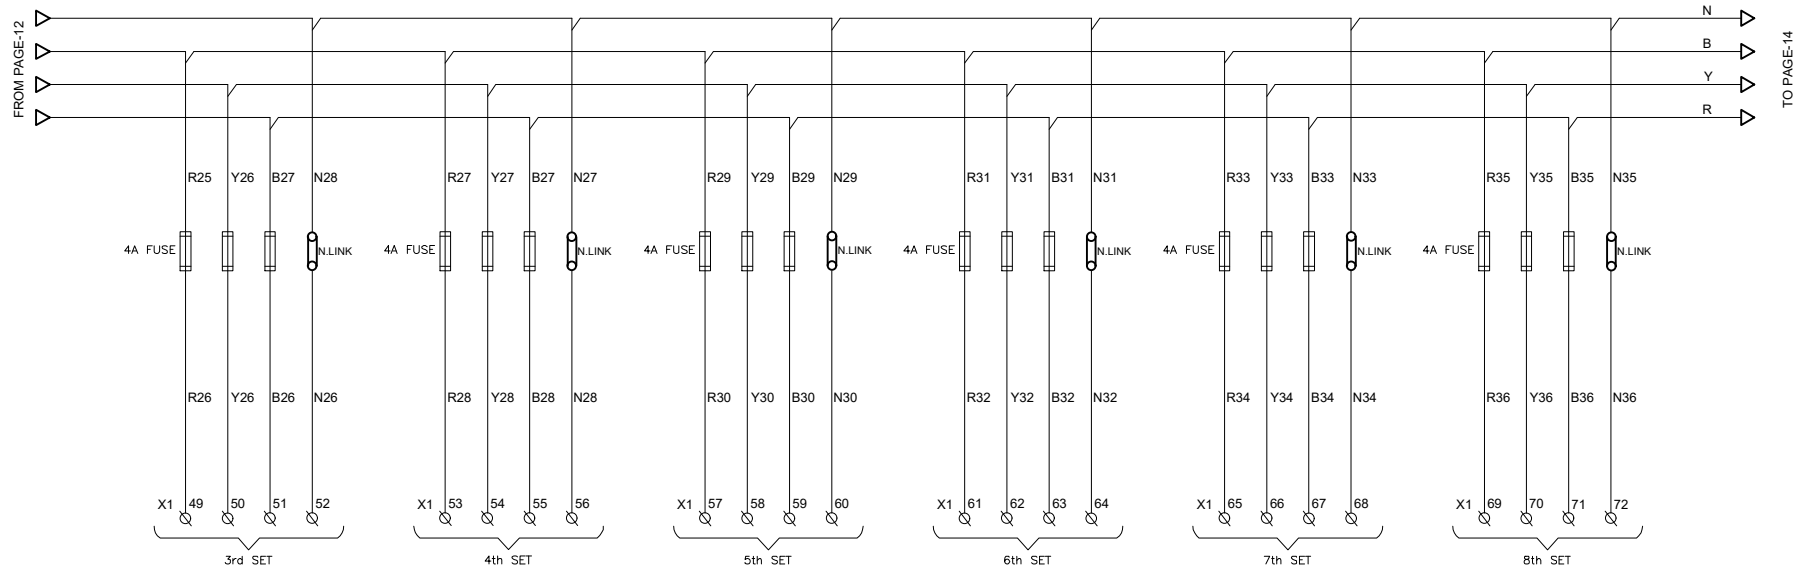 FROM PAGE-12
N
B
Y
R
TO PAGE-14
R25 Y26 B27 N28 R27 Y27 B27 N27 R29 Y29 B29 N29 R31 Y31 B31 N31 R33 Y33 B33 N33 R35 Y35 B35 N35
4A FUSE N.LINK 4A FUSE N.LINK 4A FUSE N.LINK 4A FUSE N.LINK 4A FUSE N.LINK 4A FUSE N.LINK
R26 Y26 B26 N26 R28 Y28 B28 N28 R30 Y30 B30 N30 R32 Y32 B32 N32 R34 Y34 B34 N34 R36 Y36 B36 N36
X1 49 50 51 52 X1 53 54 55 56 X1 57 58 59 60 X1 61 62 63 64 X1 65 66 67 68 X1 69 70 71 72
3rd SET 4th SET 5th SET 6th SET 7th SET 8th SET